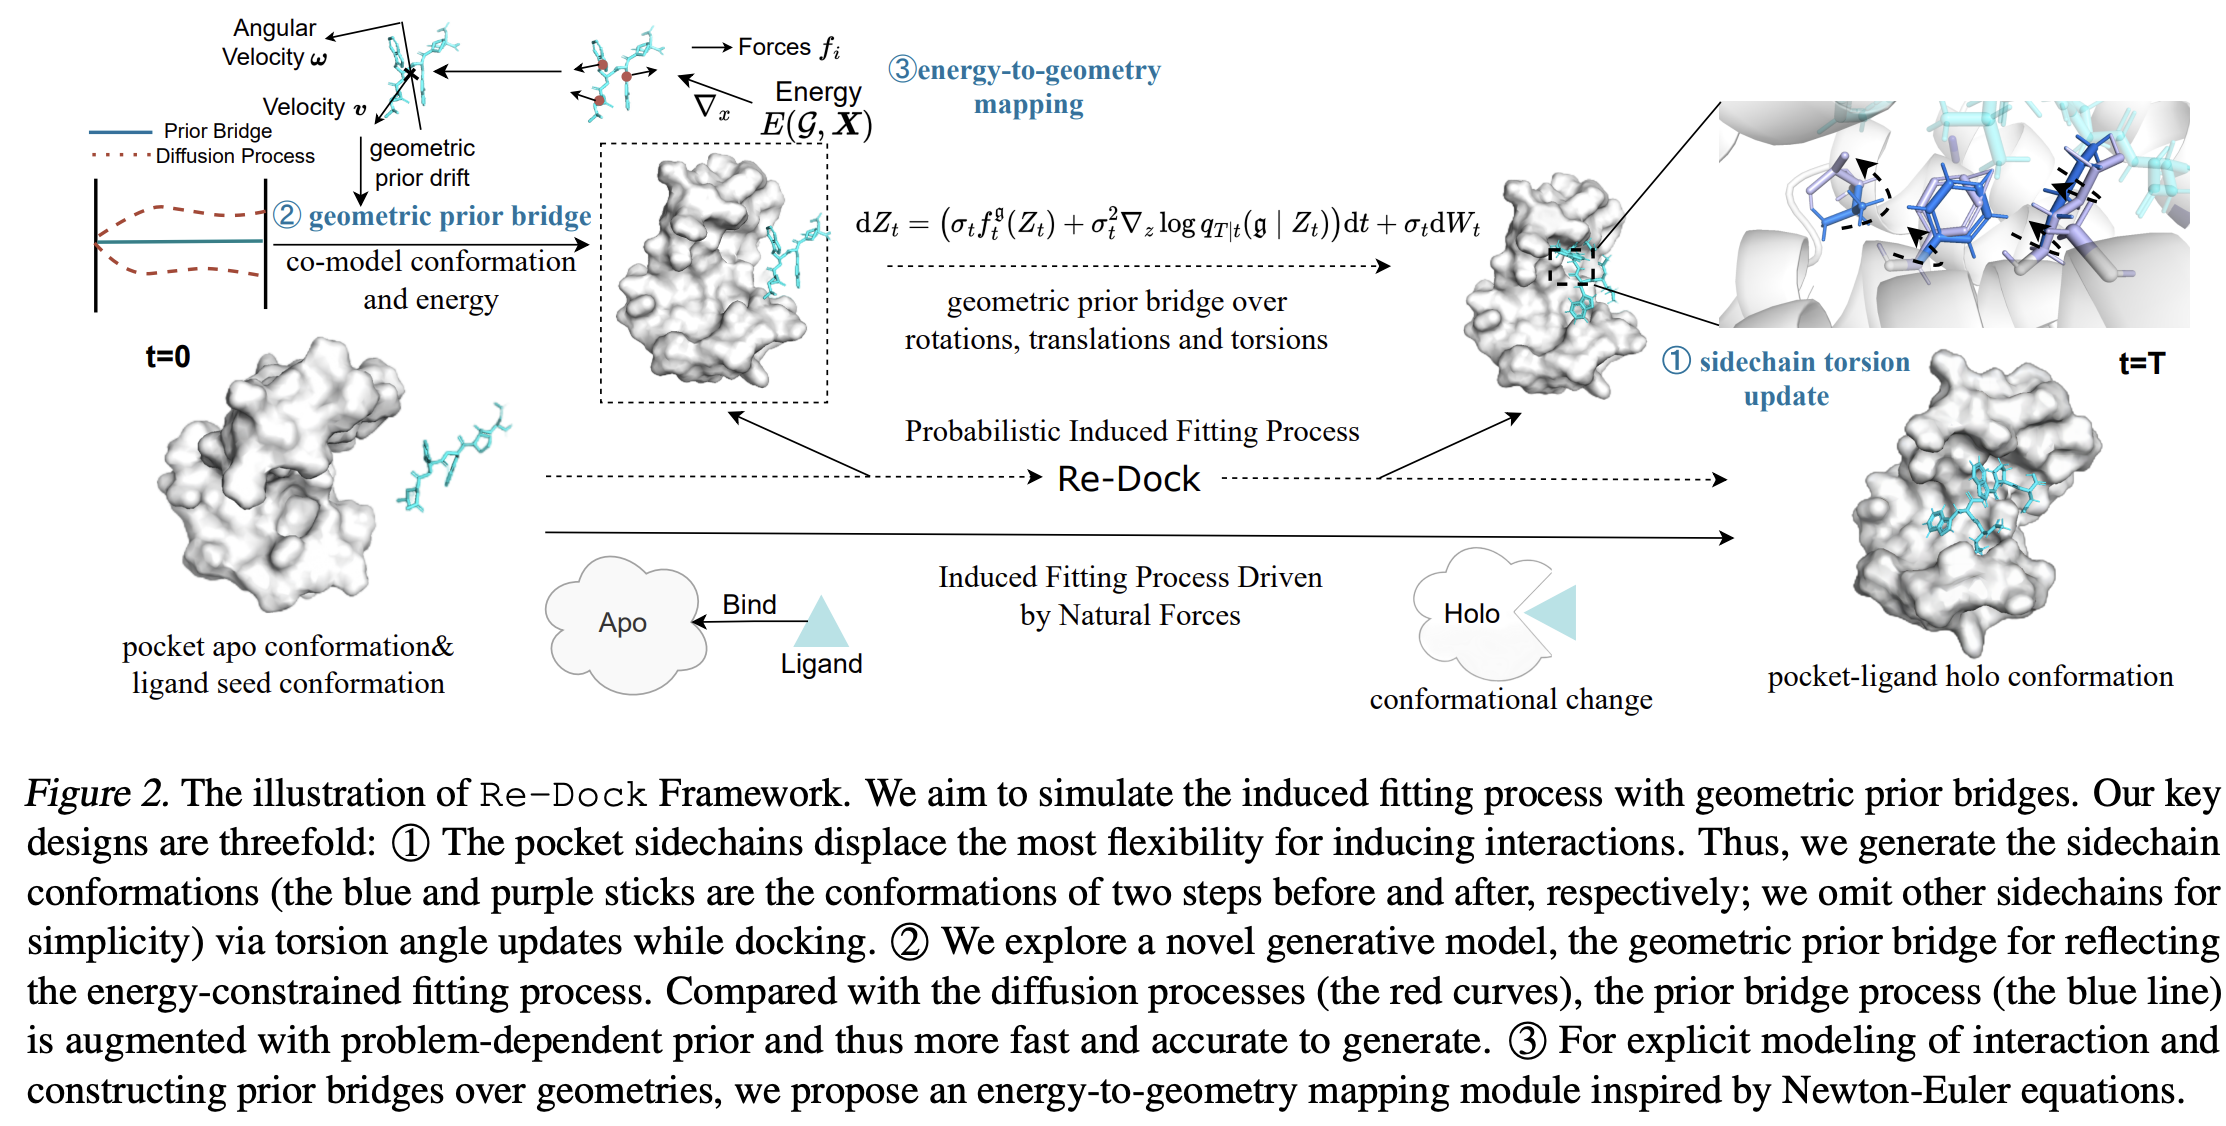 Angular
Velocity ω
Velocity v
Forces f_i
∇_x
Energy
E(𝒢, X)
③energy-to-geometry
mapping
Prior Bridge
Diffusion Process
geometric
prior drift
② geometric prior bridge
co-model conformation
and energy
dZ_t = (σ_t f_t^𝔤(Z_t) + σ_t^2 ∇_z log q_{T|t}(𝔤 | Z_t))dt + σ_t dW_t
geometric prior bridge over
rotations, translations and torsions
① sidechain torsion
update
t=0
t=T
Probabilistic Induced Fitting Process
Re-Dock
Induced Fitting Process Driven
by Natural Forces
Apo
Bind
Ligand
Holo
conformational change
pocket apo conformation&
ligand seed conformation
pocket-ligand holo conformation
Figure 2. The illustration of Re-Dock Framework. We aim to simulate the induced fitting process with geometric prior bridges. Our key
designs are threefold: ① The pocket sidechains displace the most flexibility for inducing interactions. Thus, we generate the sidechain
conformations (the blue and purple sticks are the conformations of two steps before and after, respectively; we omit other sidechains for
simplicity) via torsion angle updates while docking. ② We explore a novel generative model, the geometric prior bridge for reflecting
the energy-constrained fitting process. Compared with the diffusion processes (the red curves), the prior bridge process (the blue line)
is augmented with problem-dependent prior and thus more fast and accurate to generate. ③ For explicit modeling of interaction and
constructing prior bridges over geometries, we propose an energy-to-geometry mapping module inspired by Newton-Euler equations.